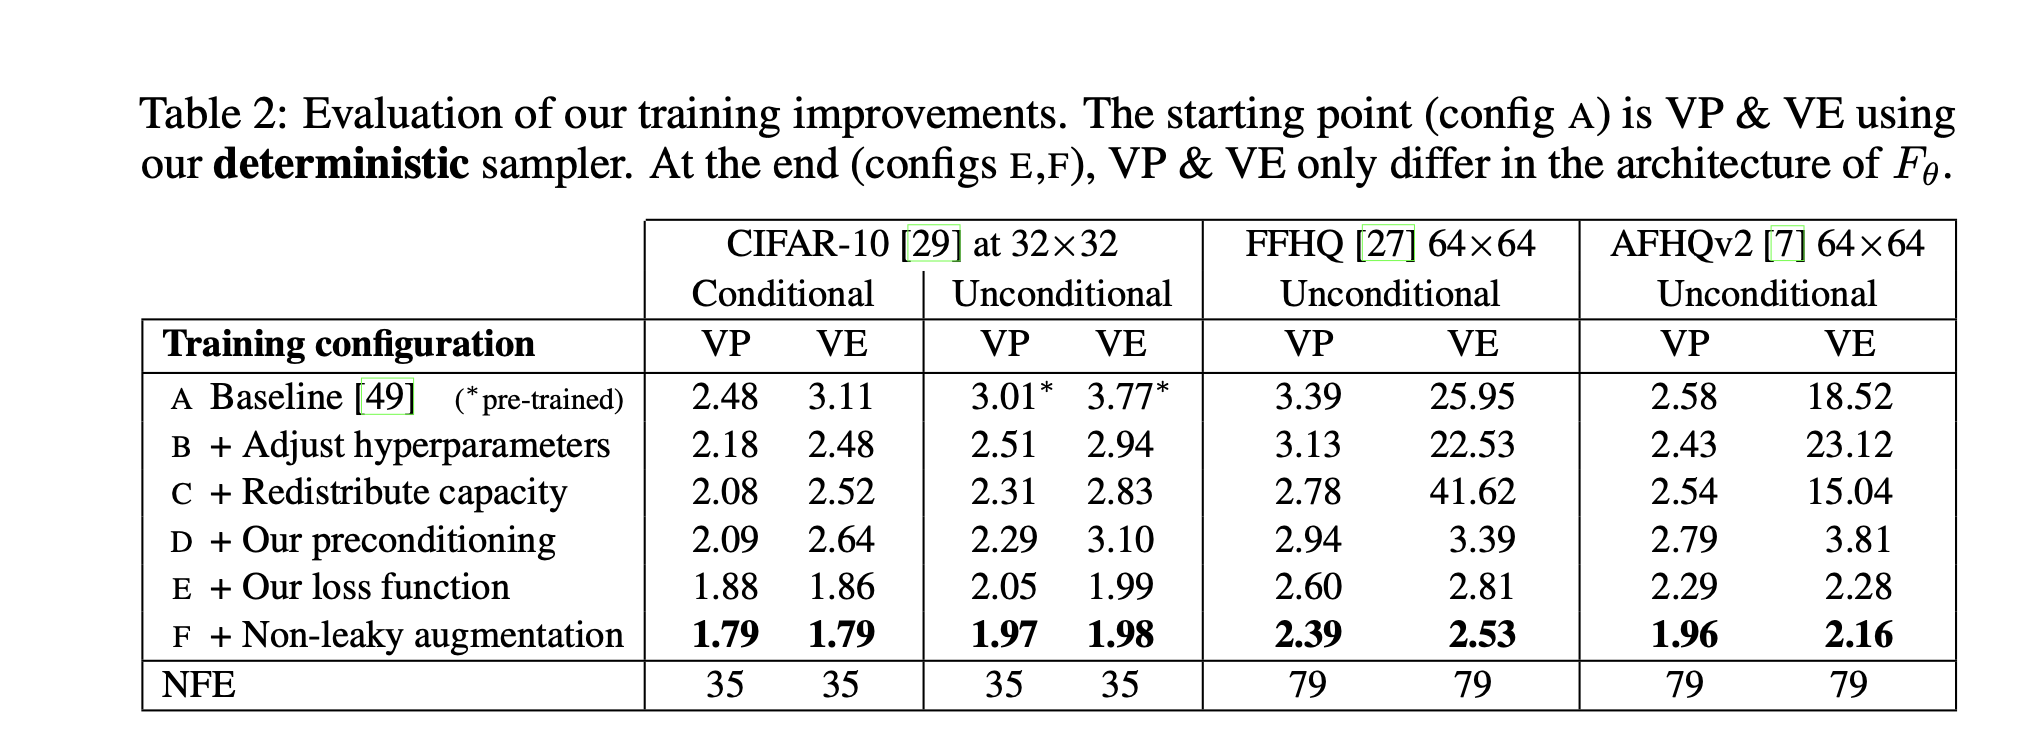 Table 2: Evaluation of our training improvements. The starting point (config A) is VP & VE using
our deterministic sampler. At the end (configs E,F), VP & VE only differ in the architecture of Fθ.
CIFAR-10 [29] at 32×32 FFHQ [27] 64×64 AFHQv2 [7] 64×64
Conditional Unconditional Unconditional Unconditional
Training configuration VP VE VP VE VP VE VP VE
A Baseline [49] (*pre-trained) 2.48 3.11 3.01* 3.77* 3.39 25.95 2.58 18.52
B + Adjust hyperparameters 2.18 2.48 2.51 2.94 3.13 22.53 2.43 23.12
C + Redistribute capacity 2.08 2.52 2.31 2.83 2.78 41.62 2.54 15.04
D + Our preconditioning 2.09 2.64 2.29 3.10 2.94 3.39 2.79 3.81
E + Our loss function 1.88 1.86 2.05 1.99 2.60 2.81 2.29 2.28
F + Non-leaky augmentation 1.79 1.79 1.97 1.98 2.39 2.53 1.96 2.16
NFE 35 35 35 35 79 79 79 79